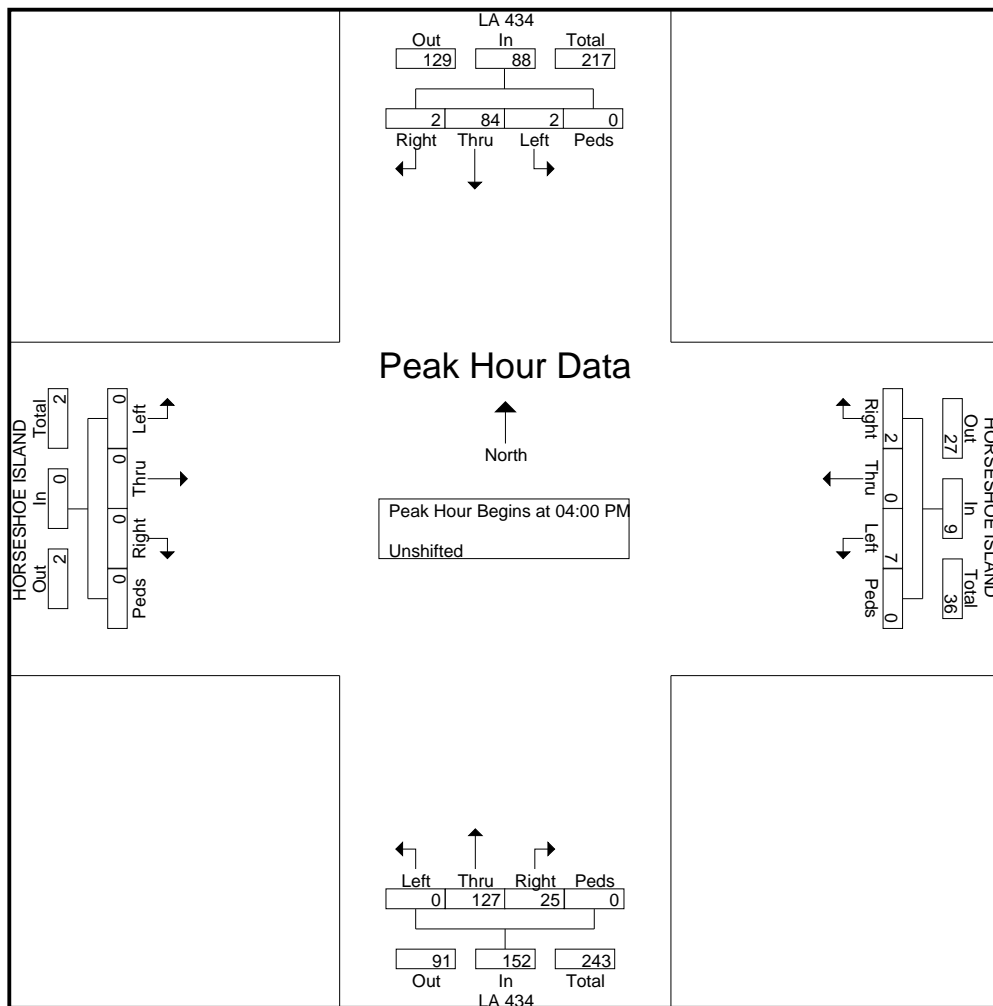 LA 434
Out In Total
129 88 217
2 84 2 0
Right Thru Left Peds
Peak Hour Data
North
Peak Hour Begins at 04:00 PM
Unshifted
HORSESHOE ISLAND
Total In Out
2 0 2
0 0 0 0
Left Thru Right Peds
HORSESHOE ISLAND
Out In Total
27 9 36
2 0 7 0
Right Thru Left Peds
Left Thru Right Peds
0 127 25 0
91 152 243
Out In Total
LA 434